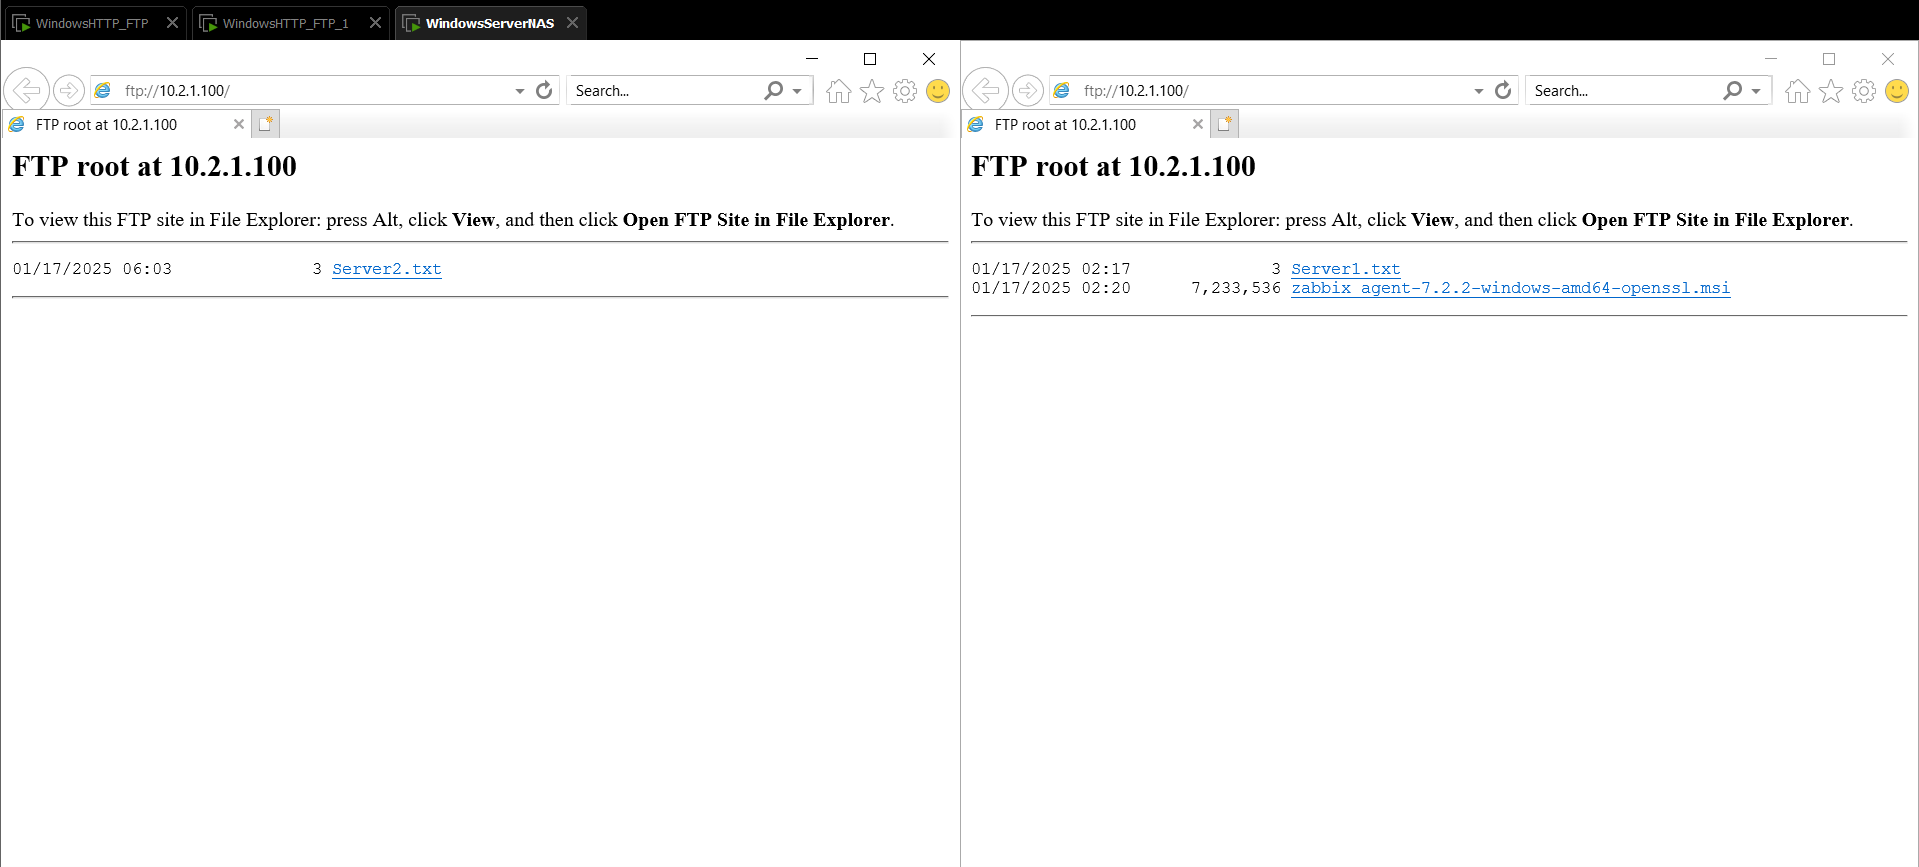 WindowsHTTP_FTP
WindowsHTTP_FTP_1
WindowsServerNAS
ftp://10.2.1.100/
Search...
FTP root at 10.2.1.100
FTP root at 10.2.1.100
To view this FTP site in File Explorer: press Alt, click View, and then click Open FTP Site in File Explorer.
01/17/2025 06:03 3 Server2.txt
ftp://10.2.1.100/
Search...
FTP root at 10.2.1.100
FTP root at 10.2.1.100
To view this FTP site in File Explorer: press Alt, click View, and then click Open FTP Site in File Explorer.
01/17/2025 02:17 3 Server1.txt
01/17/2025 02:20 7,233,536 zabbix_agent-7.2.2-windows-amd64-openssl.msi